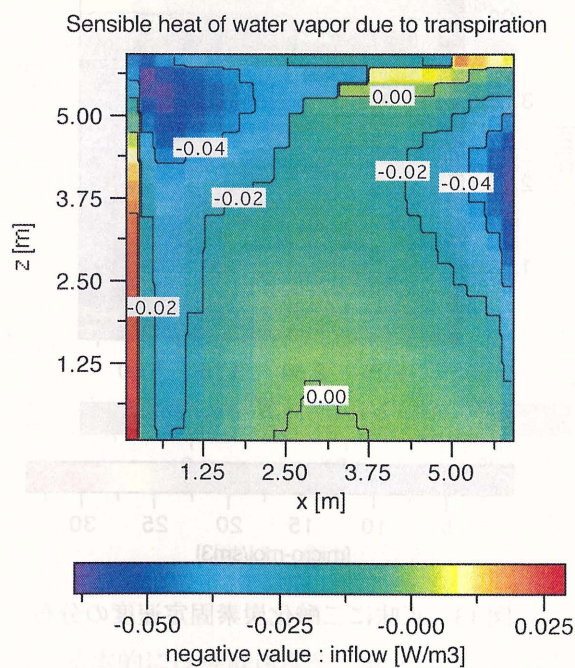 Sensible heat of water vapor due to transpiration
0.00
5.00
-0.04
-0.02
-0.04
3.75
-0.02
z [m]
2.50
-0.02
1.25
0.00
1.25 2.50 3.75 5.00
x [m]
-0.050 -0.025 -0.000 0.025
negative value : inflow [W/m3]